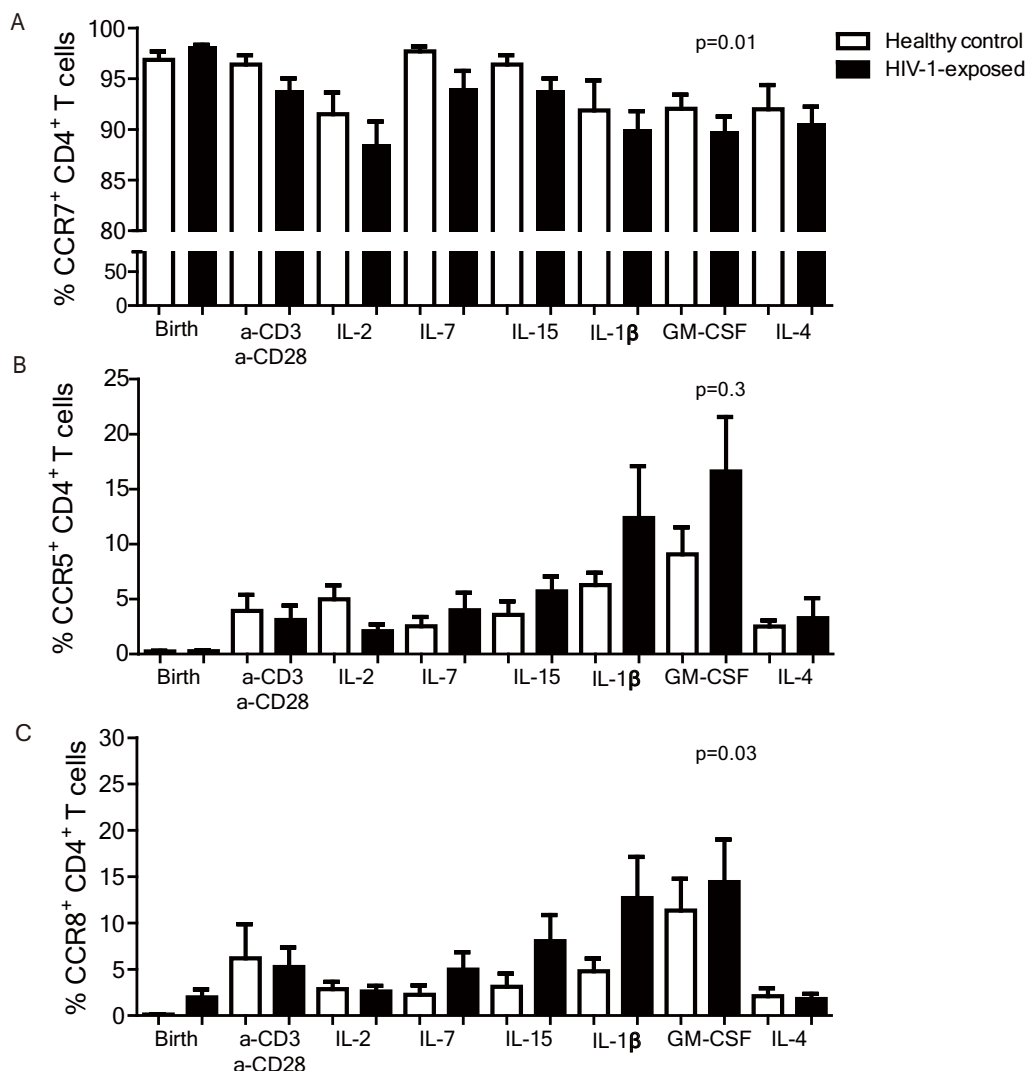 A
100
95
90
85
80
50
0
% CCR7+ CD4+ T cells
p=0.01
Healthy control
HIV-1-exposed
Birth a-CD3 IL-2 IL-7 IL-15 IL-1β GM-CSF IL-4
a-CD28
B
25
20
15
10
5
0
% CCR5+ CD4+ T cells
p=0.3
Birth a-CD3 IL-2 IL-7 IL-15 IL-1β GM-CSF IL-4
a-CD28
C
30
25
20
15
10
5
0
% CCR8+ CD4+ T cells
p=0.03
Birth a-CD3 IL-2 IL-7 IL-15 IL-1β GM-CSF IL-4
a-CD28